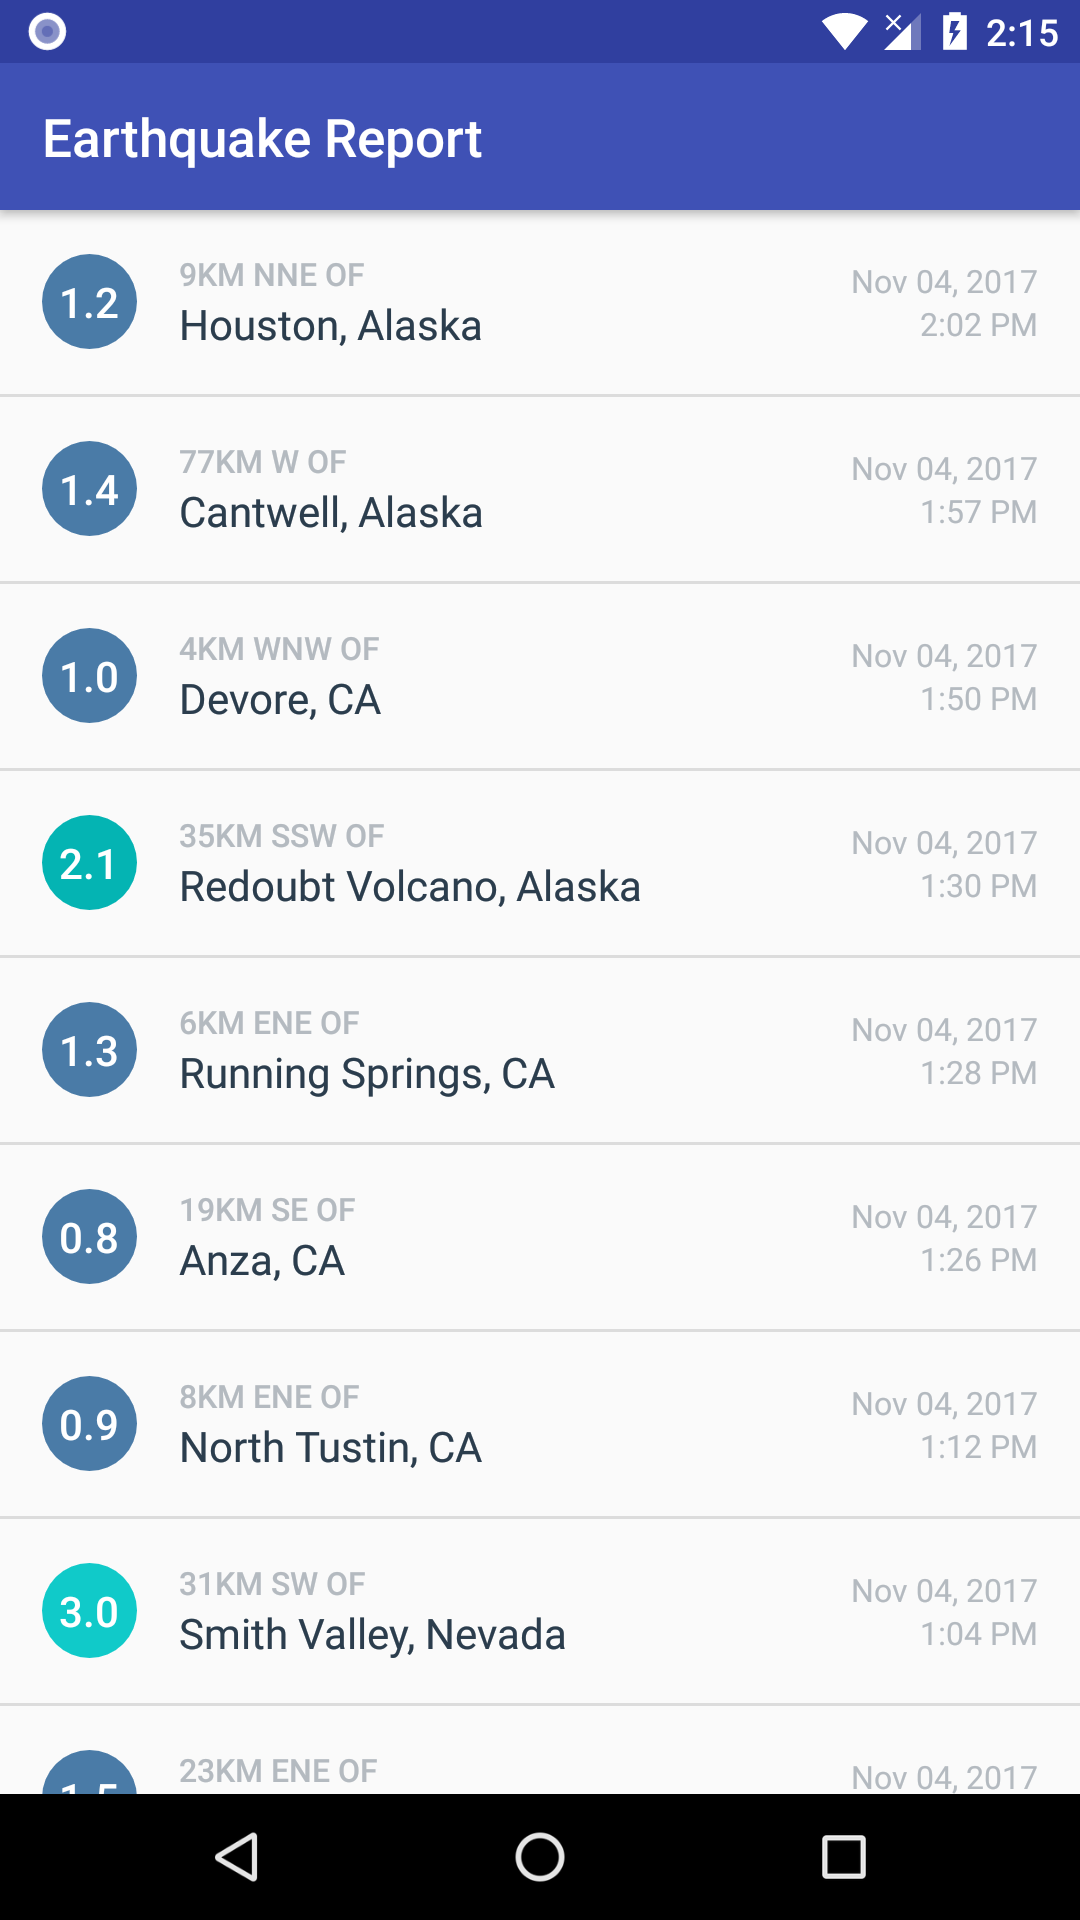 2:15
Earthquake Report
1.2
9KM NNE OF
Houston, Alaska
Nov 04, 2017
2:02 PM
1.4
77KM W OF
Cantwell, Alaska
Nov 04, 2017
1:57 PM
1.0
4KM WNW OF
Devore, CA
Nov 04, 2017
1:50 PM
2.1
35KM SSW OF
Redoubt Volcano, Alaska
Nov 04, 2017
1:30 PM
1.3
6KM ENE OF
Running Springs, CA
Nov 04, 2017
1:28 PM
0.8
19KM SE OF
Anza, CA
Nov 04, 2017
1:26 PM
0.9
8KM ENE OF
North Tustin, CA
Nov 04, 2017
1:12 PM
3.0
31KM SW OF
Smith Valley, Nevada
Nov 04, 2017
1:04 PM
23KM ENE OF
Nov 04, 2017